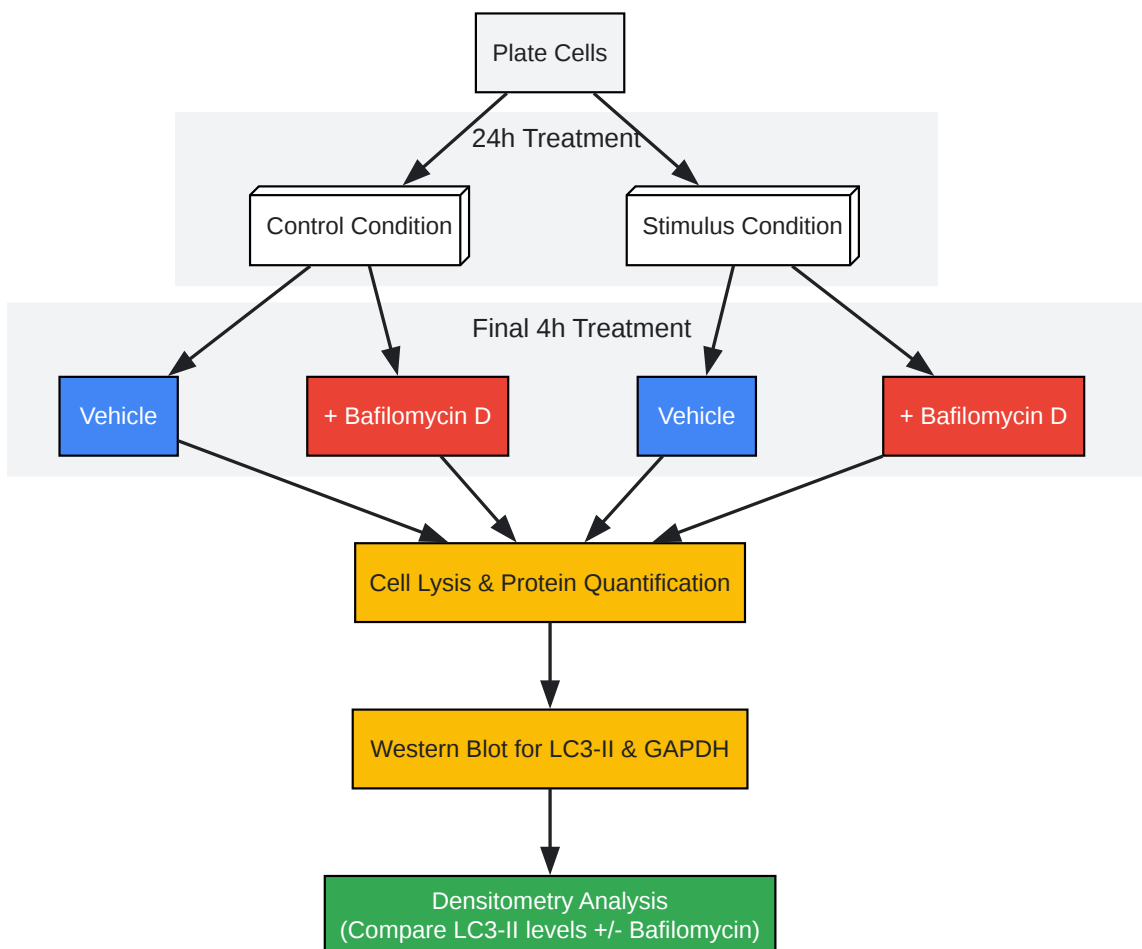 Plate Cells
24h Treatment
Control Condition
Stimulus Condition
Final 4h Treatment
Vehicle
+ Bafilomycin D
Vehicle
+ Bafilomycin D
Cell Lysis & Protein Quantification
Western Blot for LC3-II & GAPDH
Densitometry Analysis
(Compare LC3-II levels +/- Bafilomycin)